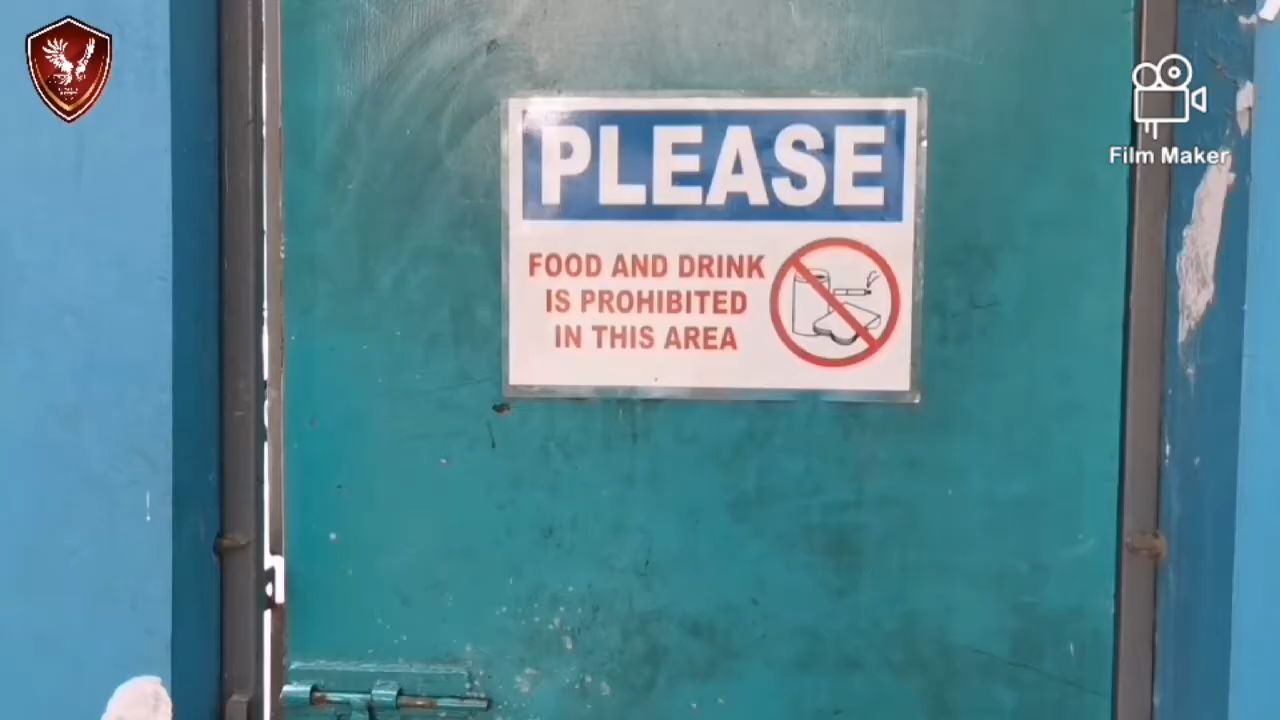 Film Maker
PLEASE
FOOD AND DRINK
IS PROHIBITED
IN THIS AREA